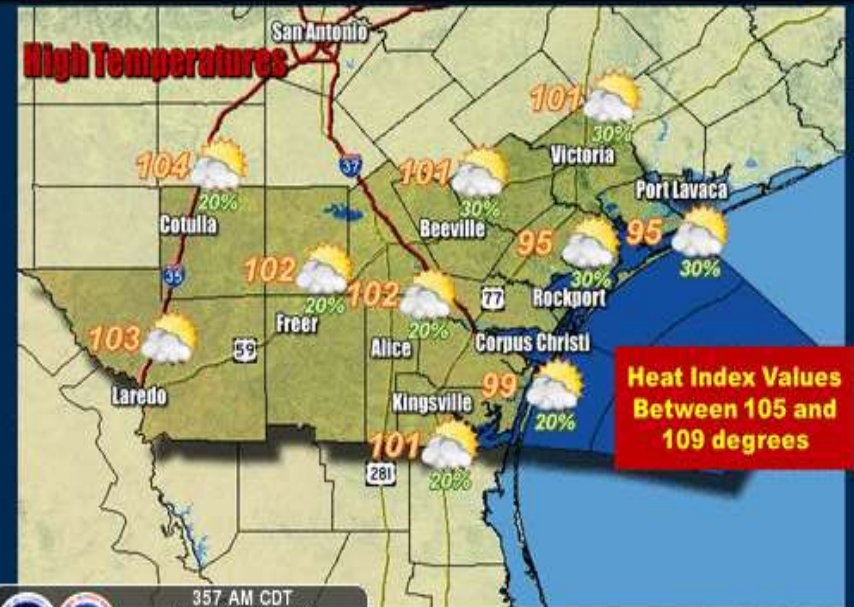 San Antonio
High Temperatures
101
30%
Victoria
104
20%
Cotulla
37
101
30%
Beeville
Port Lavaca
95
30%
95
30%
Rockport
35
102
20%
Freer
102
20%
Alice
77
Corpus Christi
103
Laredo
59
99
20%
Kingsville
101
20%
281
Heat Index Values
Between 105 and
109 degrees
357 AM CDT